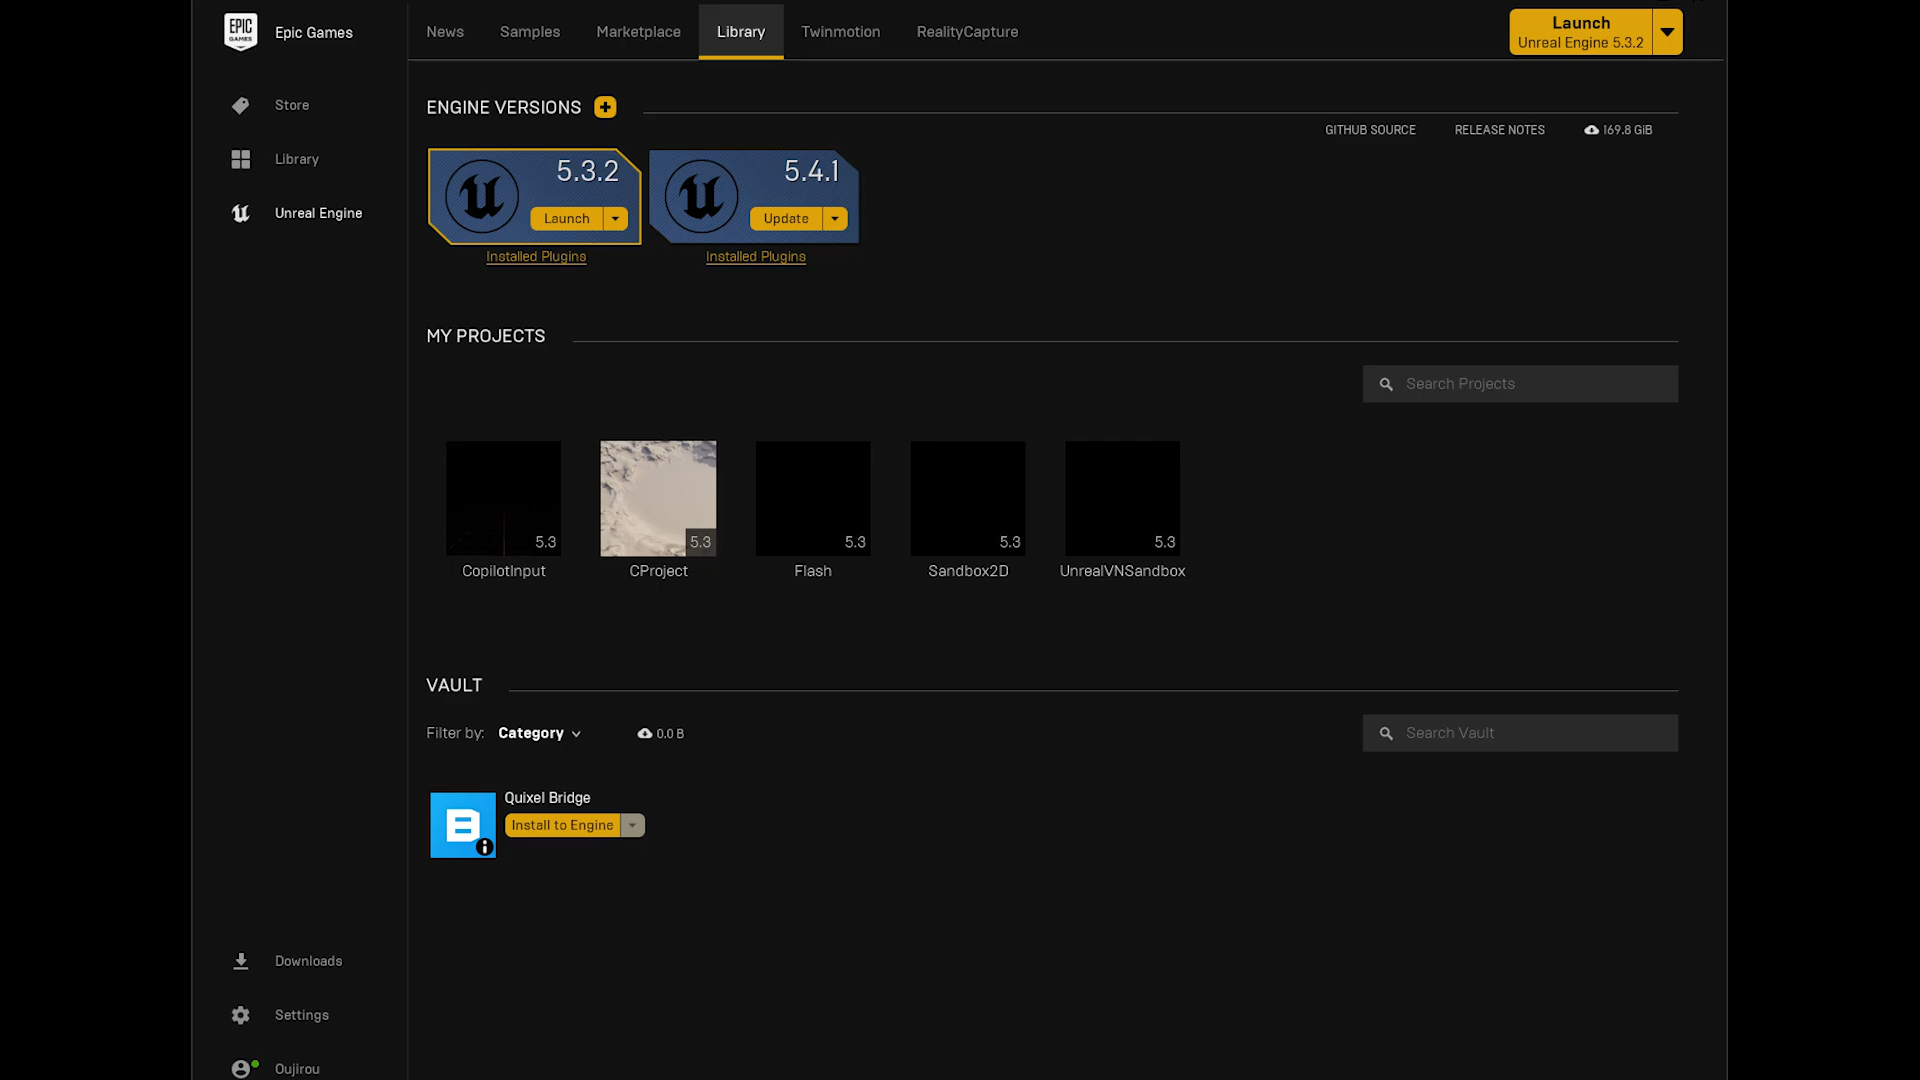 EPIC GAMES
Epic Games
News
Samples
Marketplace
Library
Twinmotion
RealityCapture
Launch
Unreal Engine 5.3.2
Store
Library
Unreal Engine
ENGINE VERSIONS
GITHUB SOURCE
RELEASE NOTES
169.8 GiB
5.3.2
Launch
Installed Plugins
5.4.1
Update
Installed Plugins
MY PROJECTS
Search Projects
5.3
CopilotInput
5.3
CProject
5.3
Flash
5.3
Sandbox2D
5.3
UnrealVNSandbox
VAULT
Filter by: Category
0.0 B
Search Vault
Quixel Bridge
Install to Engine
Downloads
Settings
Oujirou